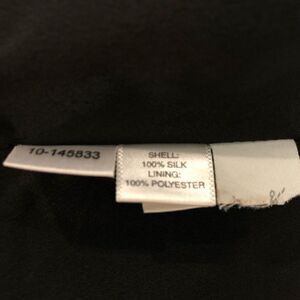 10-145833
SHELL:
100% SILK
LINING:
100% POLYESTER